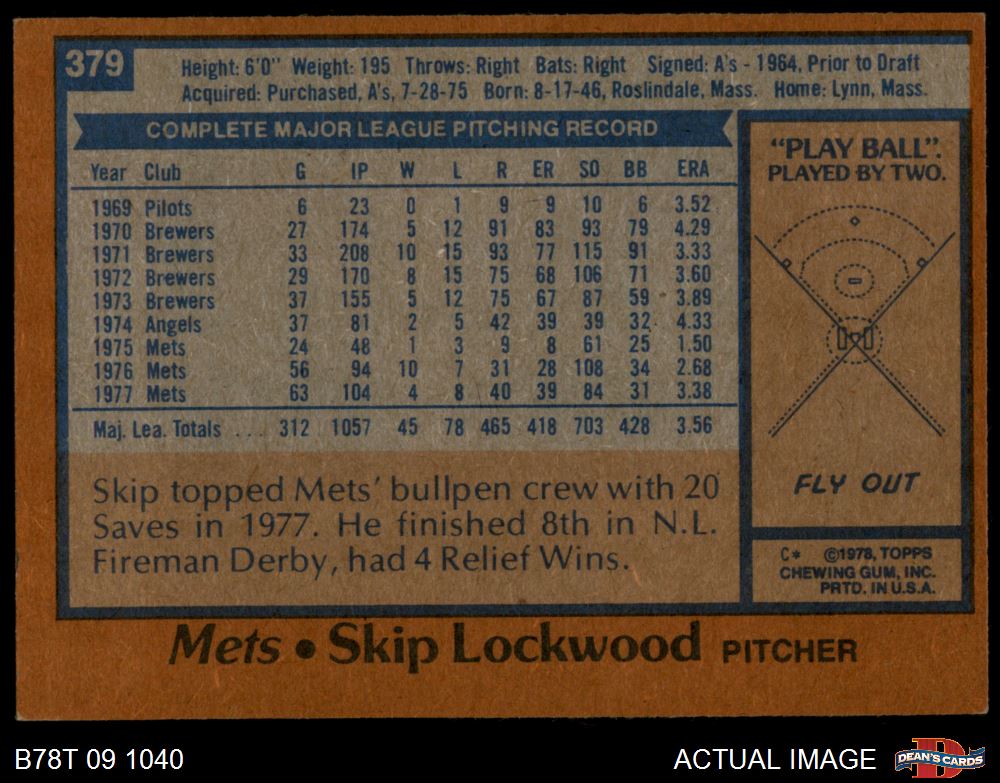 379
Height: 6'0" Weight: 195 Throws: Right Bats: Right Signed: A's - 1964, Prior to Draft
Acquired: Purchased, A's, 7-28-75 Born: 8-17-46, Roslindale, Mass. Home: Lynn, Mass.
COMPLETE MAJOR LEAGUE PITCHING RECORD
Year Club G IP W L R ER SO BB ERA
1969 Pilots 6 23 0 1 9 9 10 6 3.52
1970 Brewers 27 174 5 12 91 83 93 79 4.29
1971 Brewers 33 208 10 15 93 77 115 91 3.33
1972 Brewers 29 170 8 15 75 68 106 71 3.60
1973 Brewers 37 155 5 12 75 67 87 59 3.89
1974 Angels 37 81 2 5 42 39 39 32 4.33
1975 Mets 24 48 1 3 9 8 61 25 1.50
1976 Mets 56 94 10 7 31 28 108 34 2.68
1977 Mets 63 104 4 8 40 39 84 31 3.38
Maj. Lea. Totals ... 312 1057 45 78 465 418 703 428 3.56
Skip topped Mets' bullpen crew with 20
Saves in 1977. He finished 8th in N.L.
Fireman Derby, had 4 Relief Wins.
"PLAY BALL".
PLAYED BY TWO.
FLY OUT
C* ©1978, TOPPS
CHEWING GUM, INC.
PRTD. IN U.S.A.
Mets • Skip Lockwood PITCHER
B78T 09 1040
ACTUAL IMAGE
DEAN'S CARDS